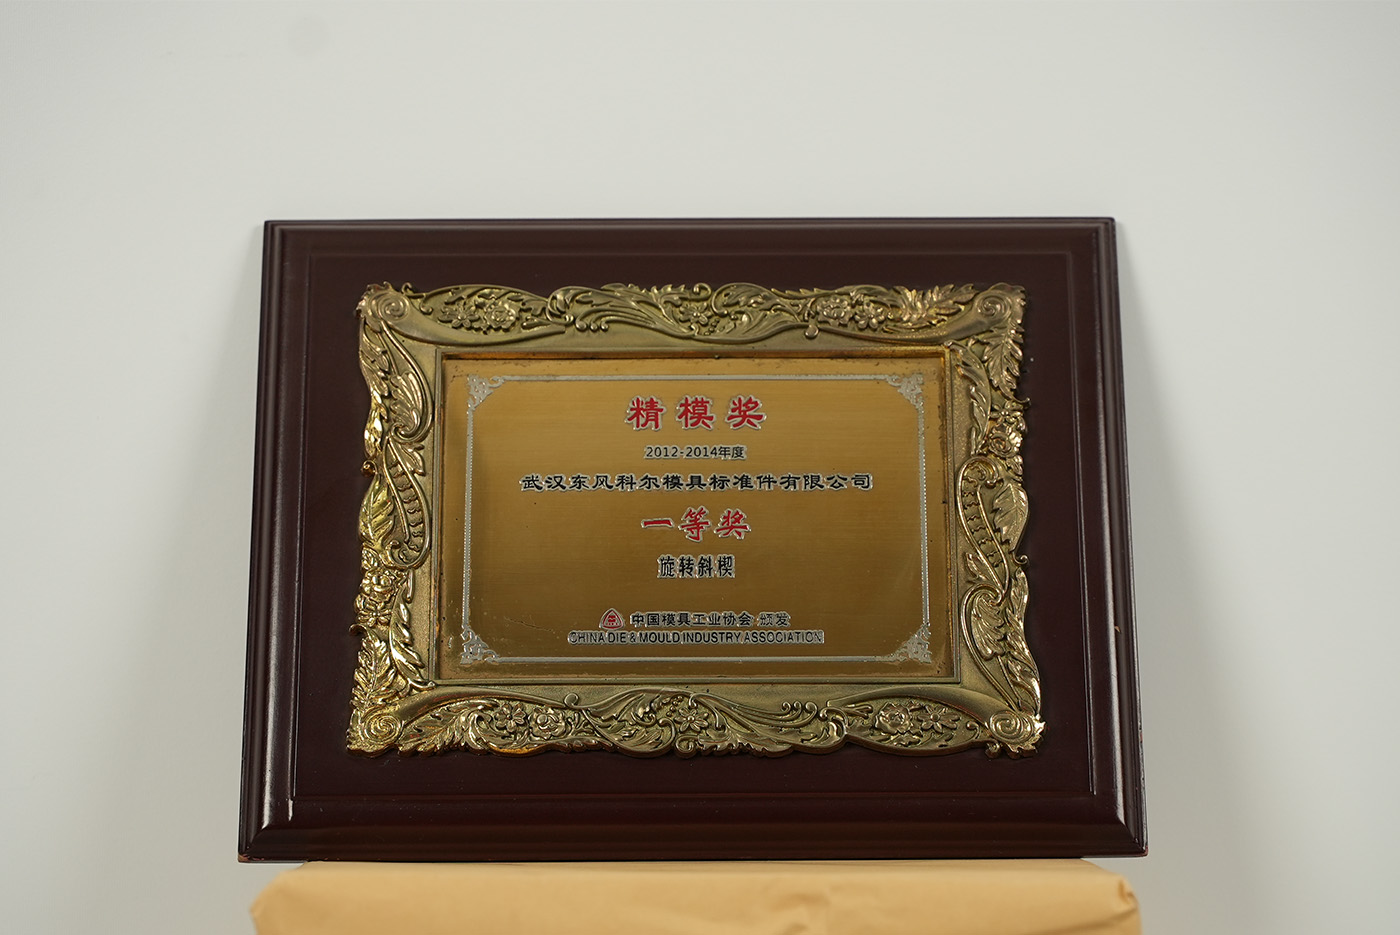 精模奖
2012-2014年度
武汉东风科尔模具标准件有限公司
一等奖
旋转斜楔
中国模具工业协会·颁发
CHINA DIE & MOULD INDUSTRY ASSOCIATION